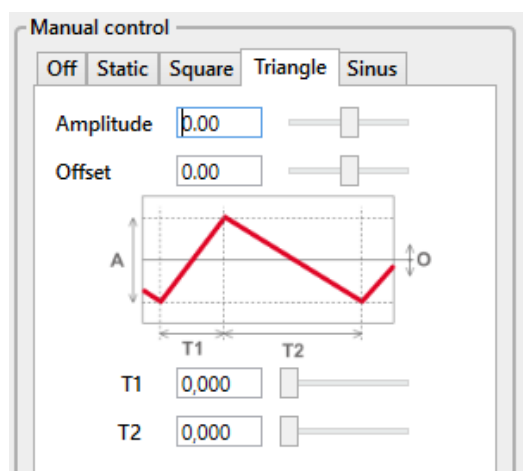 Manual control
Off Static Square Triangle Sinus
Amplitude 0.00
Offset 0.00
A
O
T1 T2
T1 0,000
T2 0,000